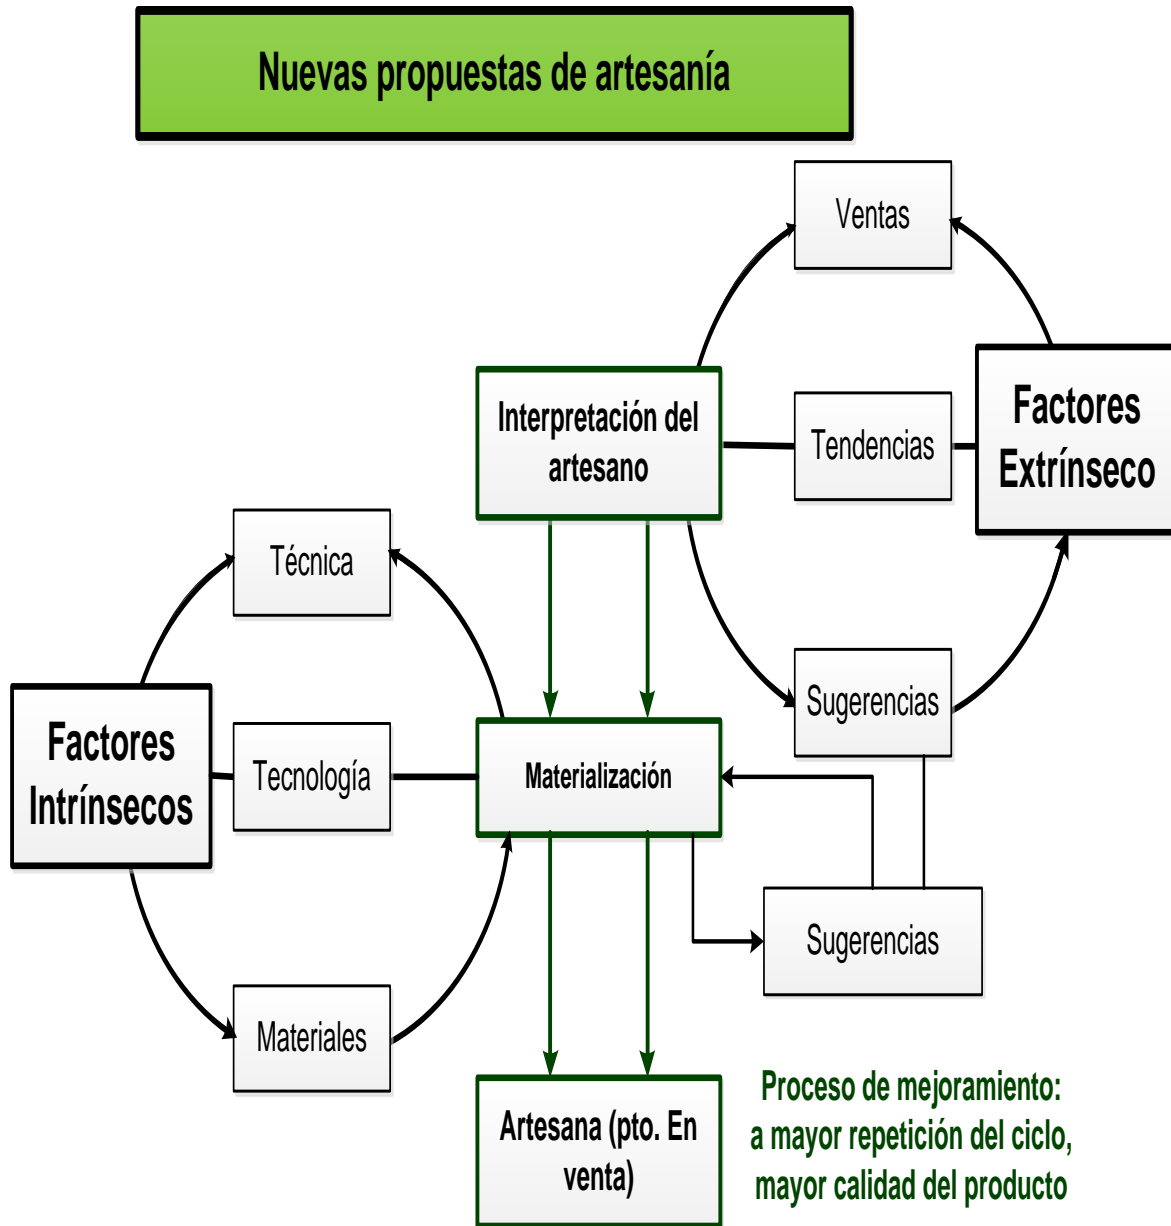 Nuevas propuestas de artesanía
Ventas
Interpretación del
artesano
Tendencias
Factores
Extrínseco
Técnica
Sugerencias
Factores
Intrínsecos
Tecnología
Materialización
Sugerencias
Materiales
Artesana (pto. En
venta)
Proceso de mejoramiento:
a mayor repetición del ciclo,
mayor calidad del producto